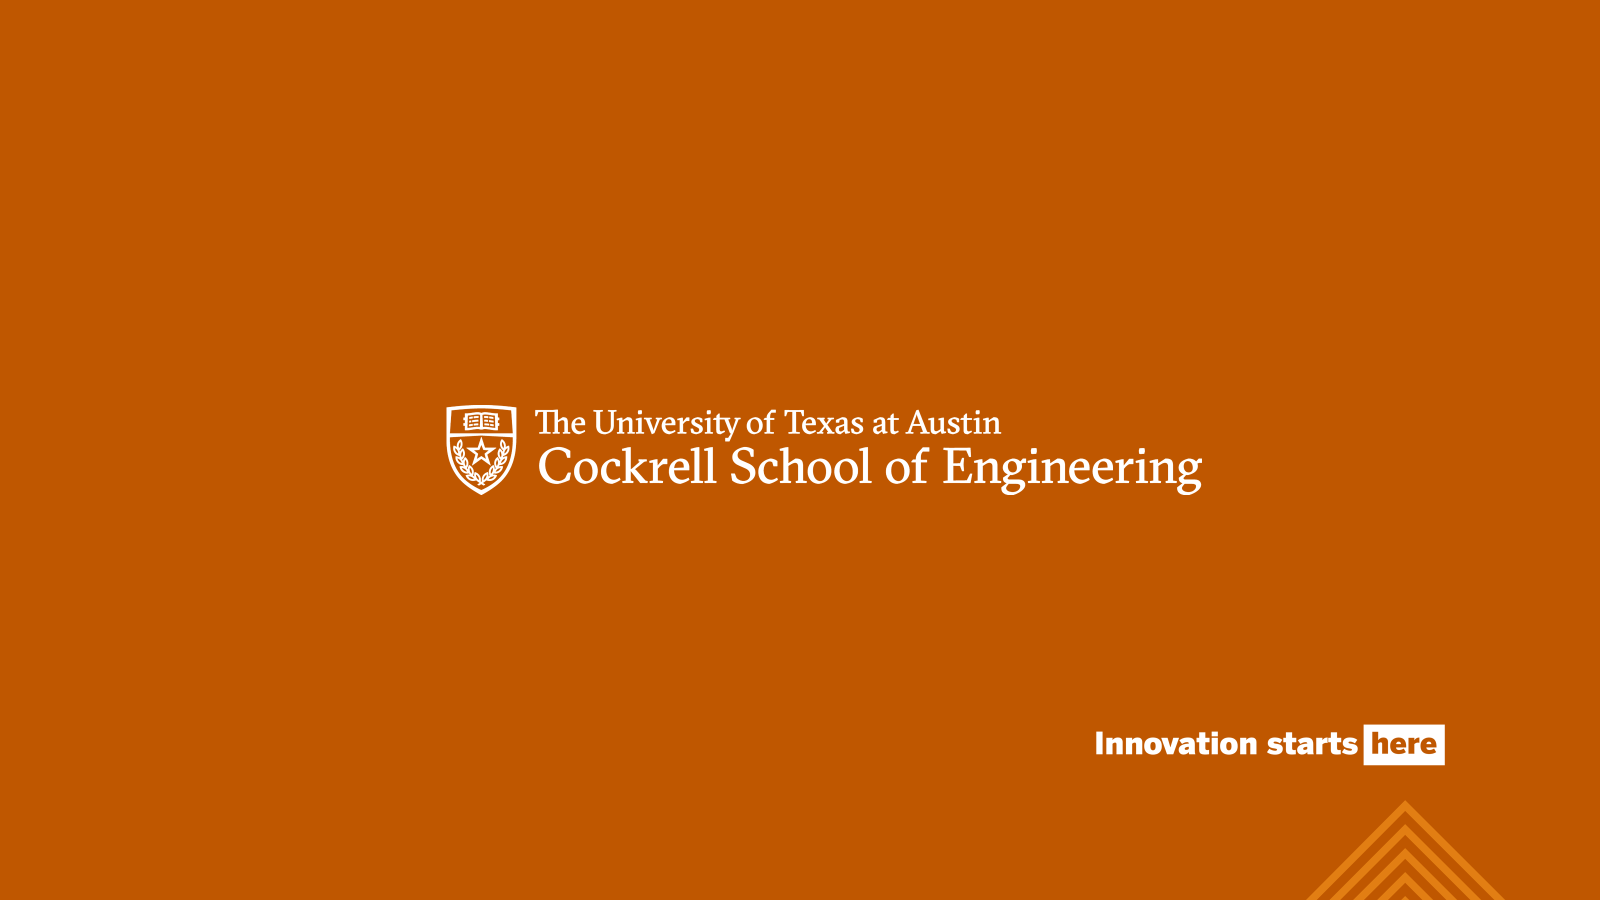 The University of Texas at Austin
Cockrell School of Engineering
Innovation starts here